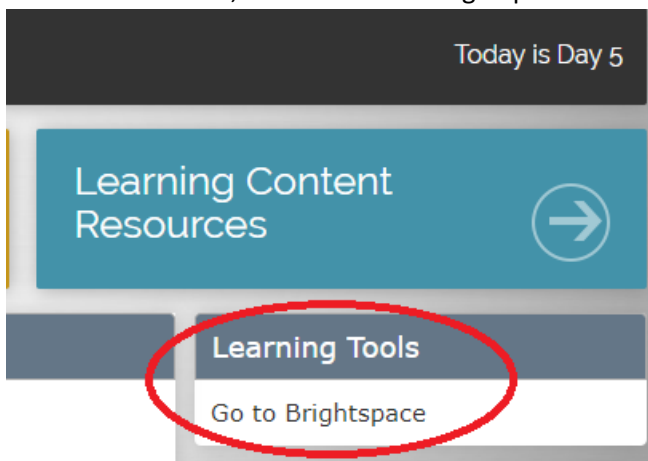 Today is Day 5
Learning Content
Resources
Learning Tools
Go to Brightspace